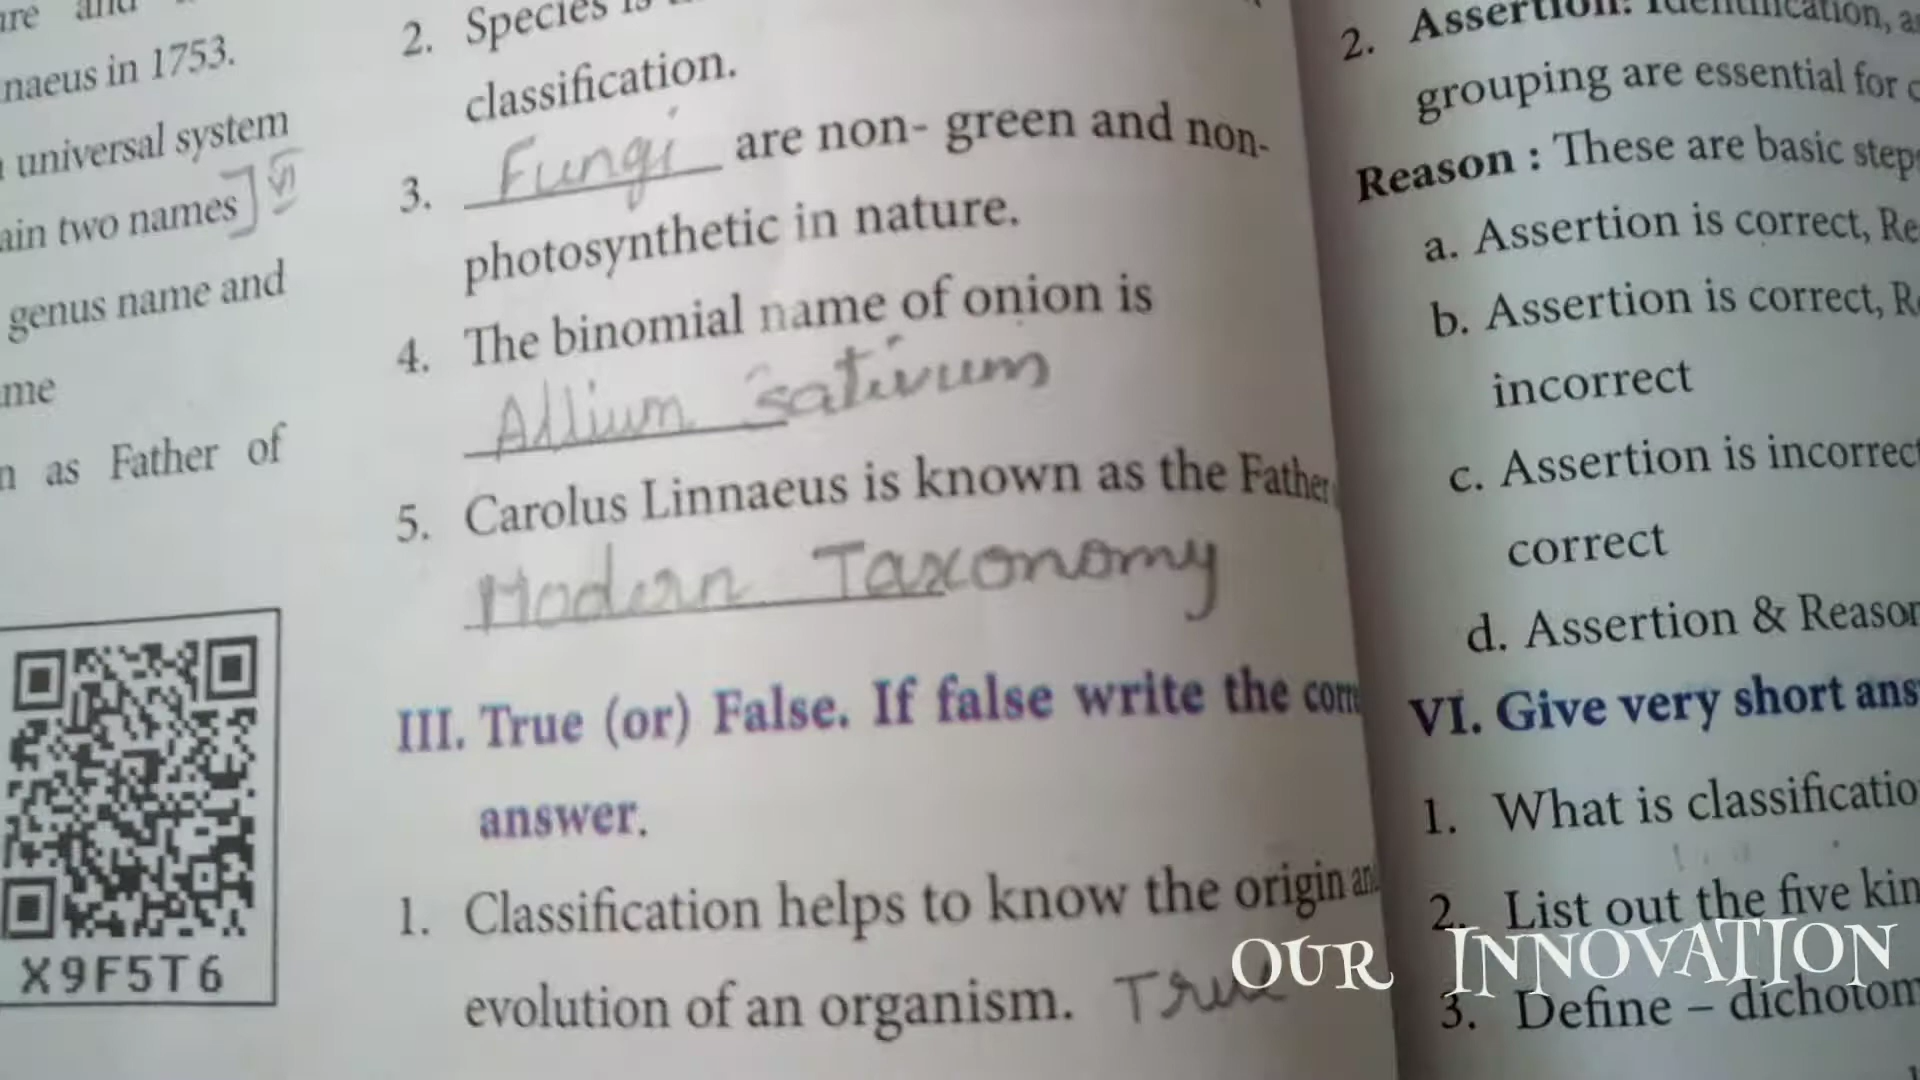 naeus in 1753.
universal system
ain two names
genus name and
me
as Father of
X9F5T6
2. Species is
classification.
3. Fungi are non- green and non-
photosynthetic in nature.
4. The binomial name of onion is
Allium sativum
5. Carolus Linnaeus is known as the Father
Modern Taxonomy
III. True (or) False. If false write the
answer.
1. Classification helps to know the origin
evolution of an organism. True
2. Assertion: Identification,
grouping are essential for
Reason : These are basic steps
a. Assertion is correct, Re
b. Assertion is correct, R
incorrect
c. Assertion is incorrect
correct
d. Assertion & Reason
VI. Give very short ans
1. What is classificatio
2. List out the five kin
OUR INNOVATION
3. Define – dichotom